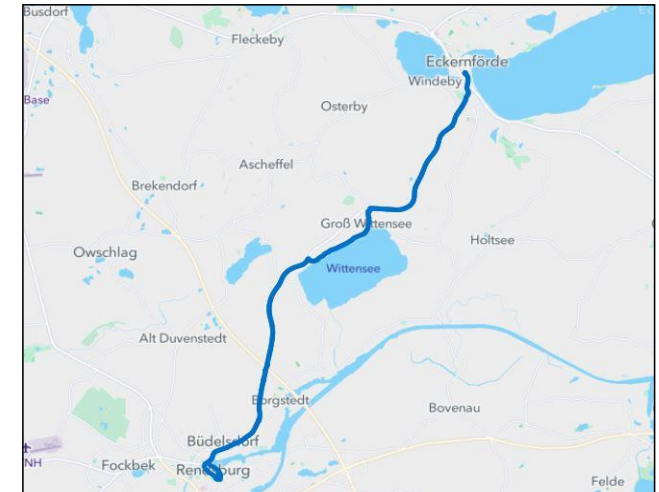 Busdorf
Fleckeby
Eckernförde
Windeby
Base
Osterby
Ascheffel
Brekendorf
Groß Wittensee
Holtsee
Owschlag
Wittensee
Alt Duvenstedt
Borgstedt
Bovenau
Büdelsdorf
NH
Fockbek
Rendsburg
Felde